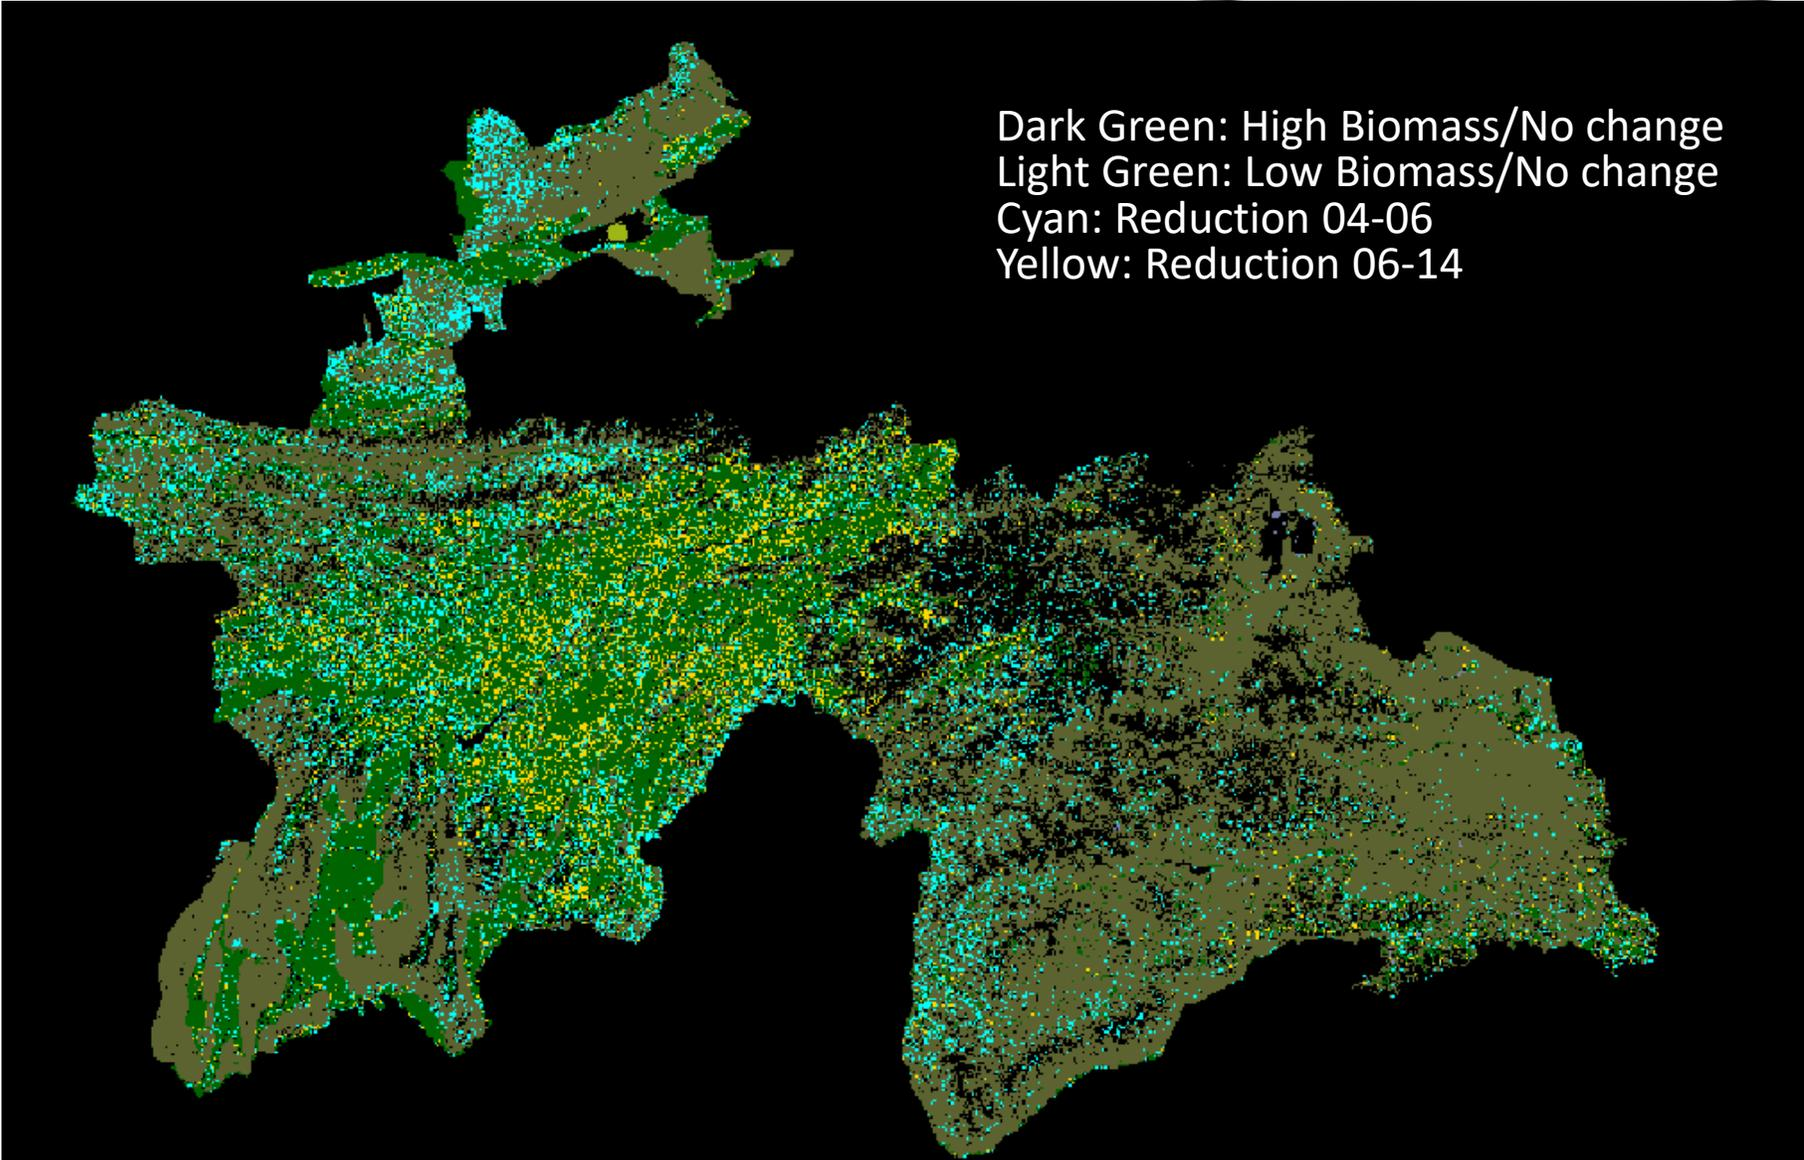 Dark Green: High Biomass/No change
Light Green: Low Biomass/No change
Cyan: Reduction 04-06
Yellow: Reduction 06-14